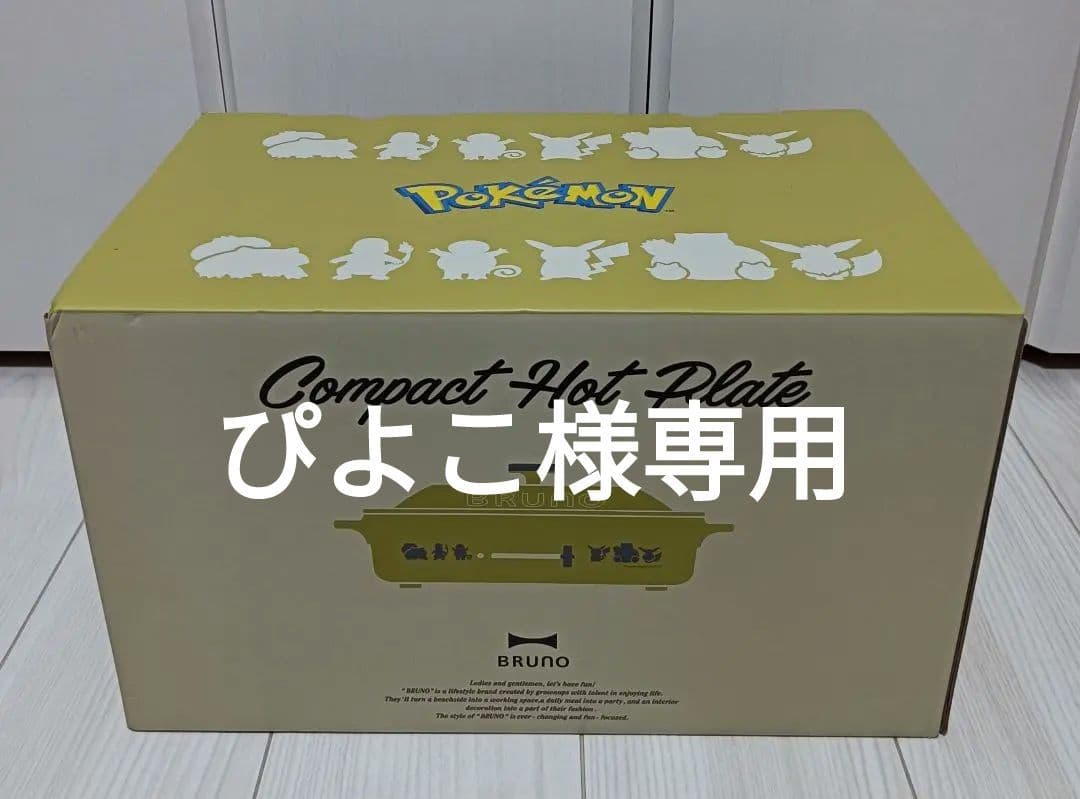 POKéMON
Compact Hot Plate
ぴよこ様専用
BRUNO
BRUNO
Ladies and gentlemen, let's have fun!
"BRUNO" is a lifestyle brand created by grownups with talent in enjoying life.
They'll turn a beachside into a working space,a daily meal into a party, and an interior
decoration into a part of their fashion.
The style of "BRUNO" is ever - changing and fun - focused.